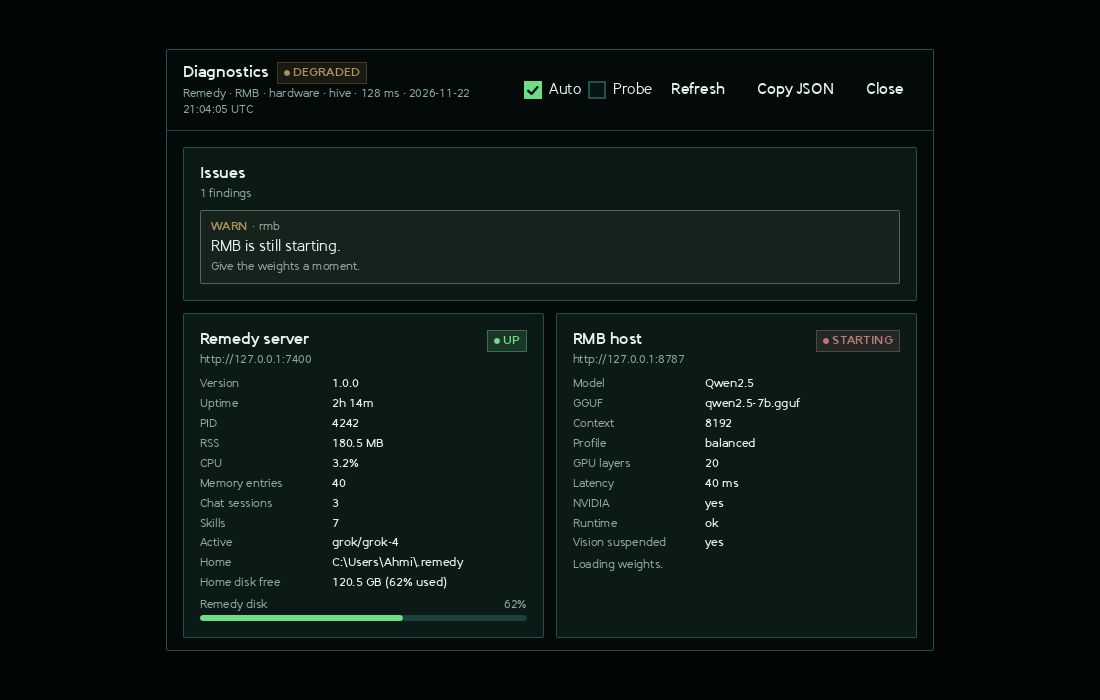 Diagnostics DEGRADED
Remedy · RMB · hardware · hive · 128 ms · 2026-11-22
21:04:05 UTC
Auto Probe Refresh Copy JSON Close
Issues
1 findings
WARN · rmb
RMB is still starting.
Give the weights a moment.
Remedy server UP
http://127.0.0.1:7400
Version 1.0.0
Uptime 2h 14m
PID 4242
RSS 180.5 MB
CPU 3.2%
Memory entries 40
Chat sessions 3
Skills 7
Active grok/grok-4
Home C:\Users\Ahmi\.remedy
Home disk free 120.5 GB (62% used)
Remedy disk 62%
RMB host STARTING
http://127.0.0.1:8787
Model Qwen2.5
GGUF qwen2.5-7b.gguf
Context 8192
Profile balanced
GPU layers 20
Latency 40 ms
NVIDIA yes
Runtime ok
Vision suspended yes
Loading weights.